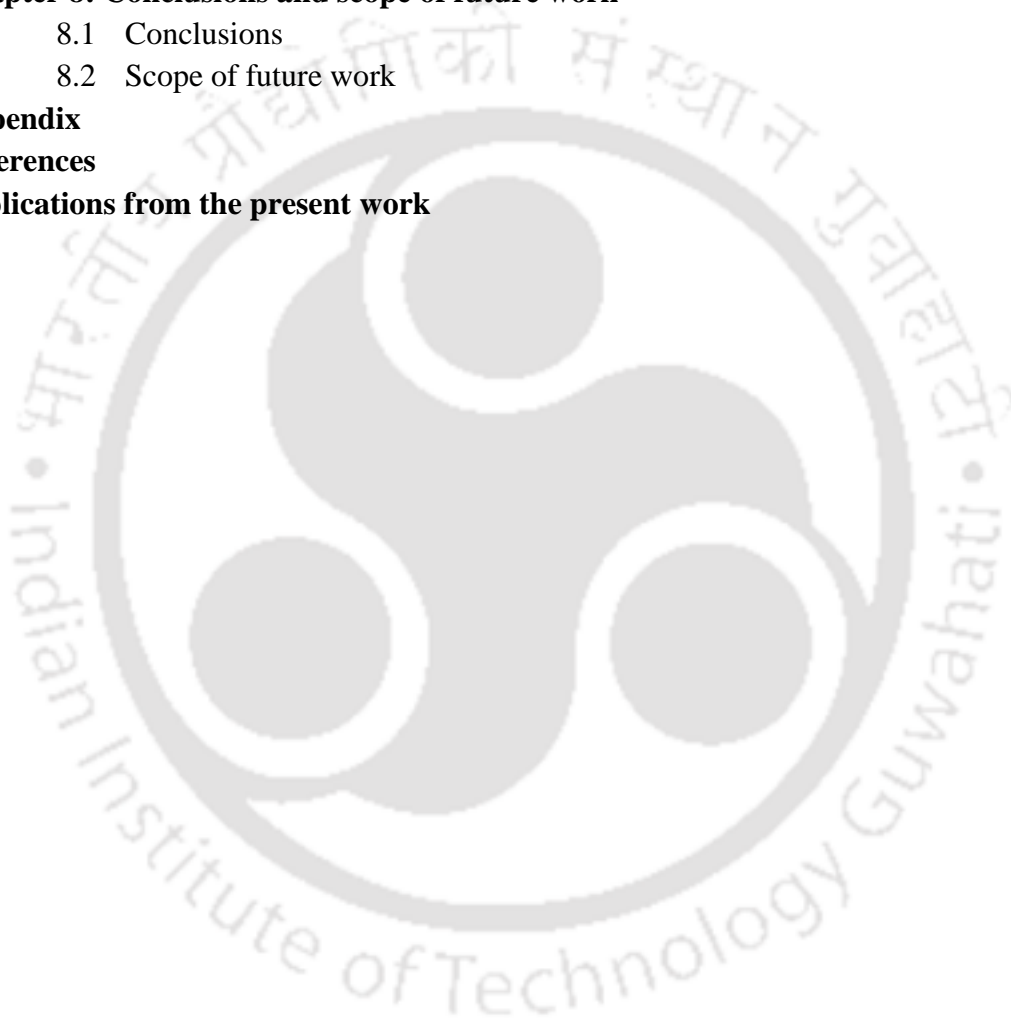 pter 8: Conclusions and scope of future work
8.1 Conclusions
8.2 Scope of future work
pendix
erences
lications from the present work
भारतीय प्रौद्योगिकी संस्थान गुवाहाटी
• Indian Institute of Technology Guwahati •